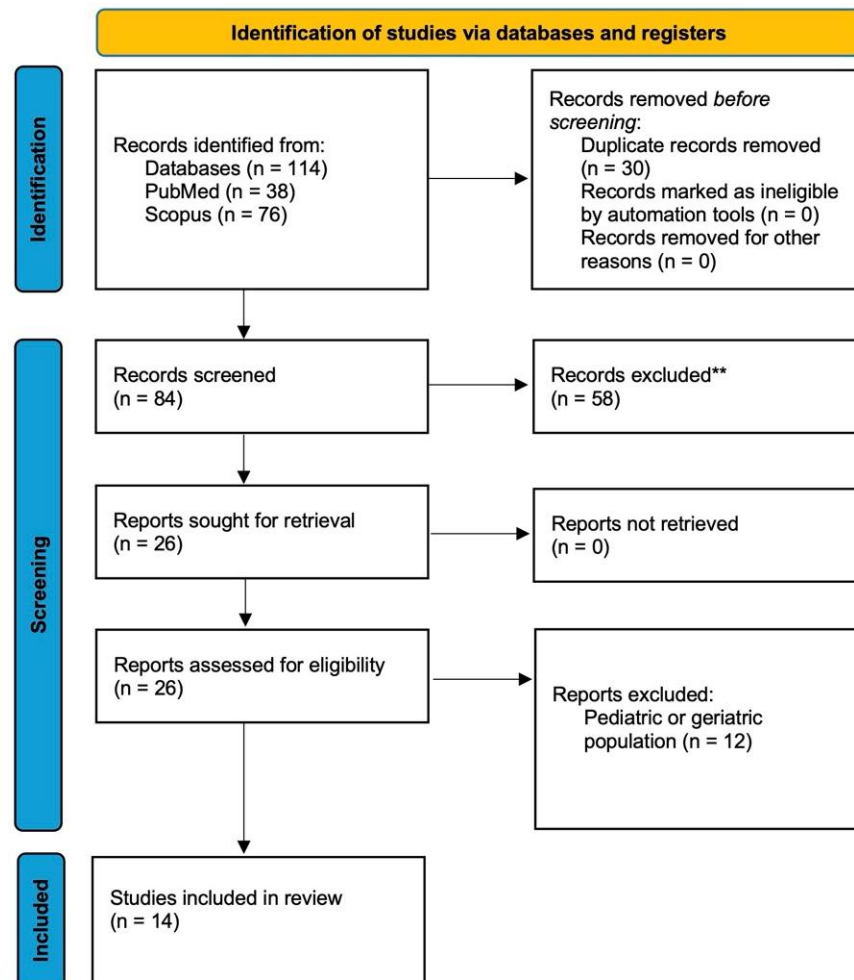 Identification of studies via databases and registers
Identification
Records identified from:
Databases (n = 114)
PubMed (n = 38)
Scopus (n = 76)
Records removed before
screening:
Duplicate records removed
(n = 30)
Records marked as ineligible
by automation tools (n = 0)
Records removed for other
reasons (n = 0)
Screening
Records screened
(n = 84)
Records excluded**
(n = 58)
Reports sought for retrieval
(n = 26)
Reports not retrieved
(n = 0)
Reports assessed for eligibility
(n = 26)
Reports excluded:
Pediatric or geriatric
population (n = 12)
Included
Studies included in review
(n = 14)